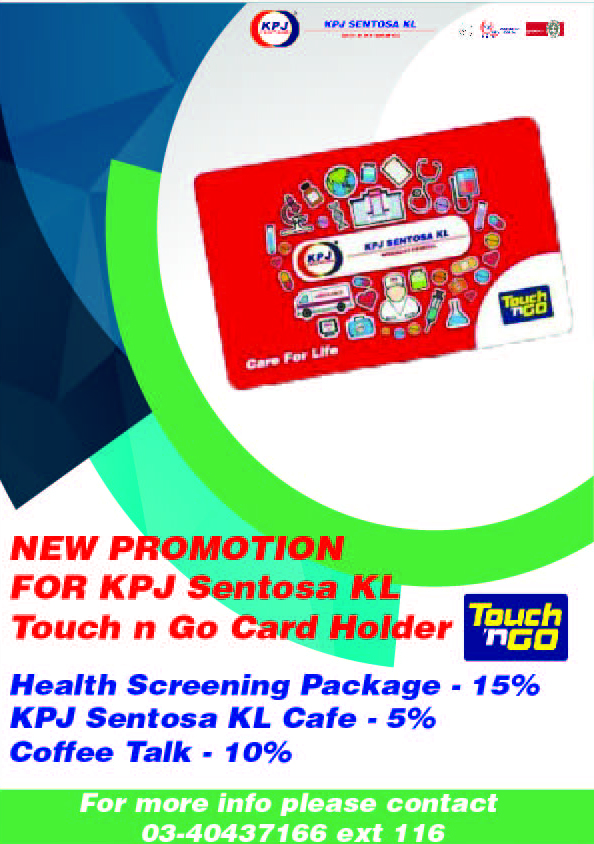 KPJ
KPJ SENTOSA KL
KPJ
KPJ SENTOSA KL
Touch
'nGO
Care For Life
NEW PROMOTION
FOR KPJ Sentosa KL
Touch n Go Card Holder
Touch
'nGO
Health Screening Package - 15%
KPJ Sentosa KL Cafe - 5%
Coffee Talk - 10%
For more info please contact
03-40437166 ext 116